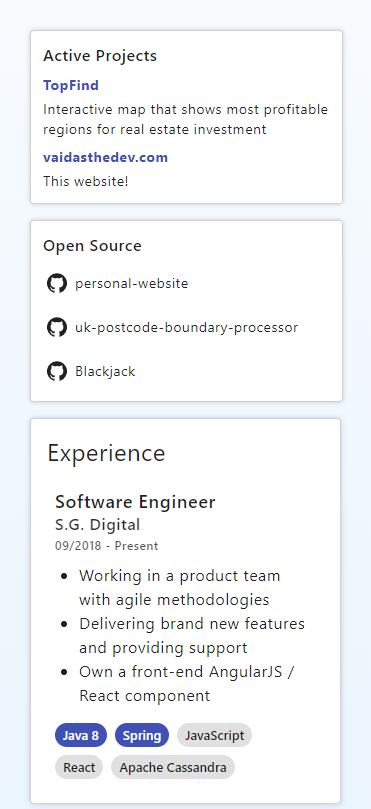 Active Projects
TopFind
Interactive map that shows most profitable
regions for real estate investment
vaidasthedev.com
This website!
Open Source
personal-website
uk-postcode-boundary-processor
Blackjack
Experience
Software Engineer
S.G. Digital
09/2018 - Present
• Working in a product team
with agile methodologies
• Delivering brand new features
and providing support
• Own a front-end AngularJS /
React component
Java 8 Spring JavaScript
React Apache Cassandra